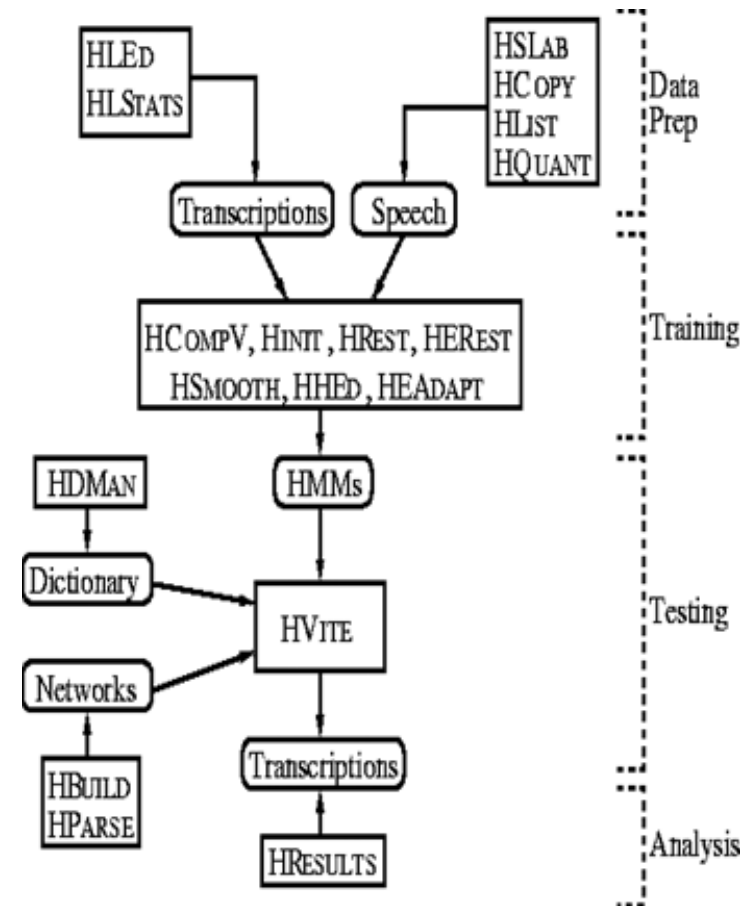 HLED
HLSTATS
HSLAB
HCOPY
HLIST
HQUANT
Data
Prep
Transcriptions
Speech
HCOMPV, HINIT, HREST, HEREST
HSMOOTH, HHED, HEADAPT
Training
HDMAN
HMMs
Dictionary
HVITE
Testing
Networks
Transcriptions
HBUILD
HPARSE
HRESULTS
Analysis